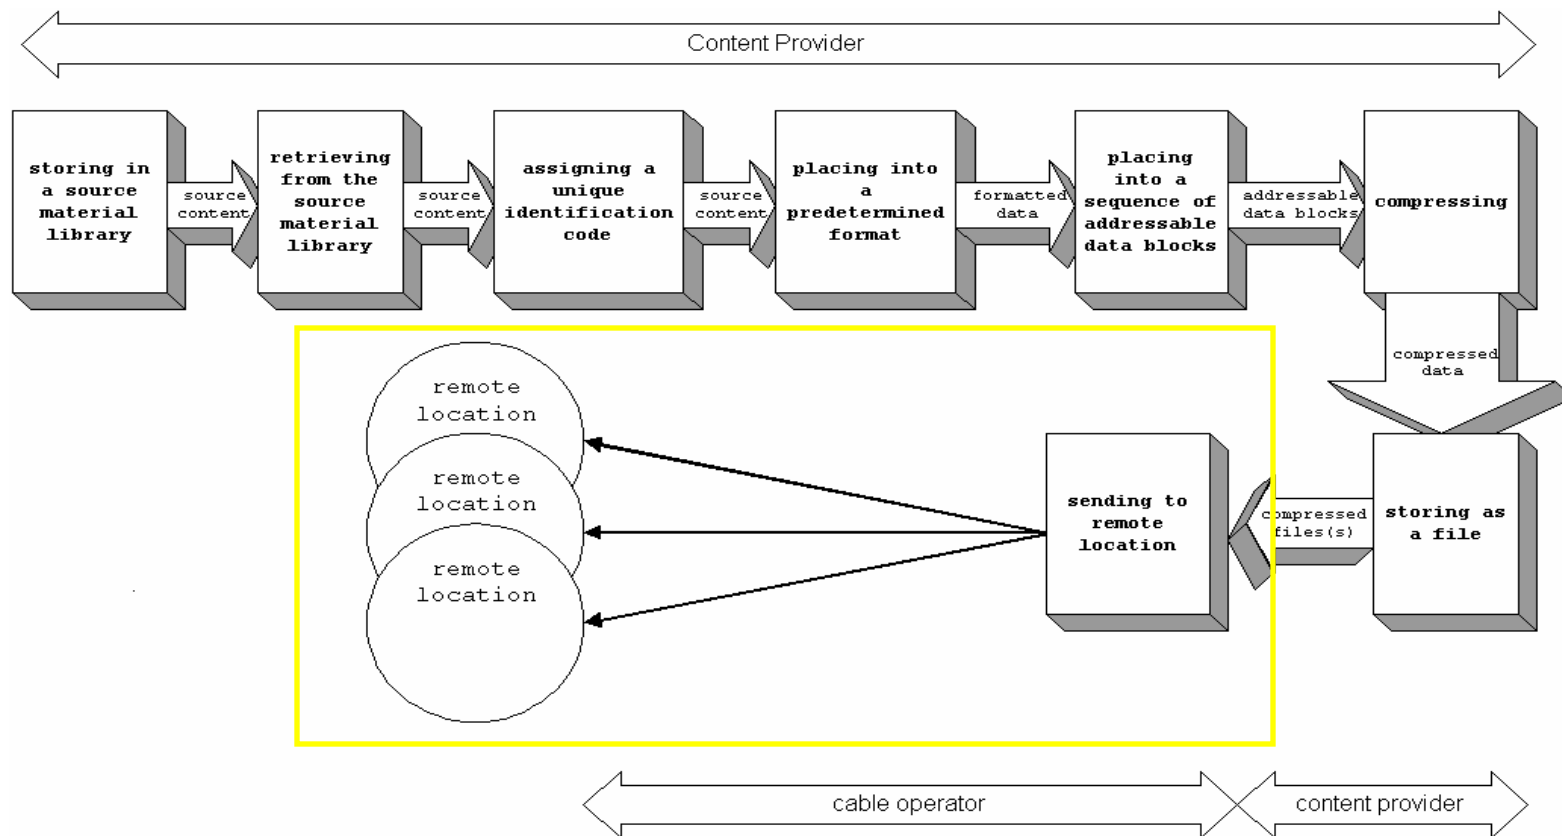 Content Provider
storing in
a source
material
library
source
content
retrieving
from the
source
material
library
source
content
assigning a
unique
identification
code
source
content
placing into
a
predetermined
format
formatted
data
placing
into a
sequence of
addressable
data blocks
addressable
data blocks
compressing
compressed
data
storing as
a file
compressed
files(s)
sending to
remote
location
remote
location
remote
location
remote
location
cable operator
content provider